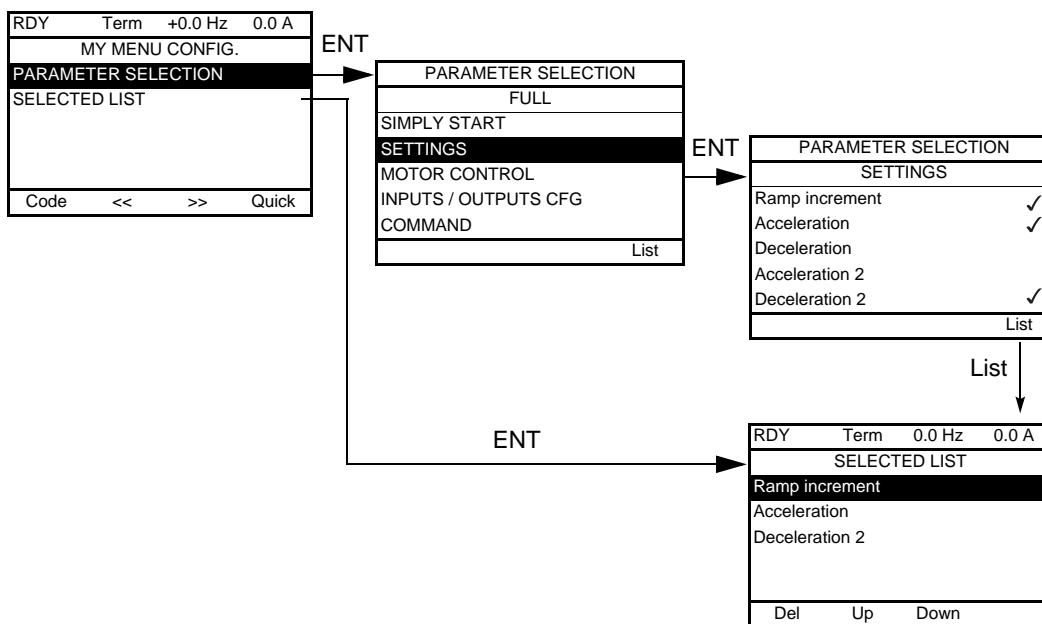 RDY Term +0.0 Hz 0.0 A
MY MENU CONFIG.
PARAMETER SELECTION
SELECTED LIST
Code << >> Quick
ENT
PARAMETER SELECTION
FULL
SIMPLY START
SETTINGS
MOTOR CONTROL
INPUTS / OUTPUTS CFG
COMMAND
List
ENT
PARAMETER SELECTION
SETTINGS
Ramp increment ✓
Acceleration ✓
Deceleration
Acceleration 2
Deceleration 2 ✓
List
List
ENT
RDY Term 0.0 Hz 0.0 A
SELECTED LIST
Ramp increment
Acceleration
Deceleration 2
Del Up Down